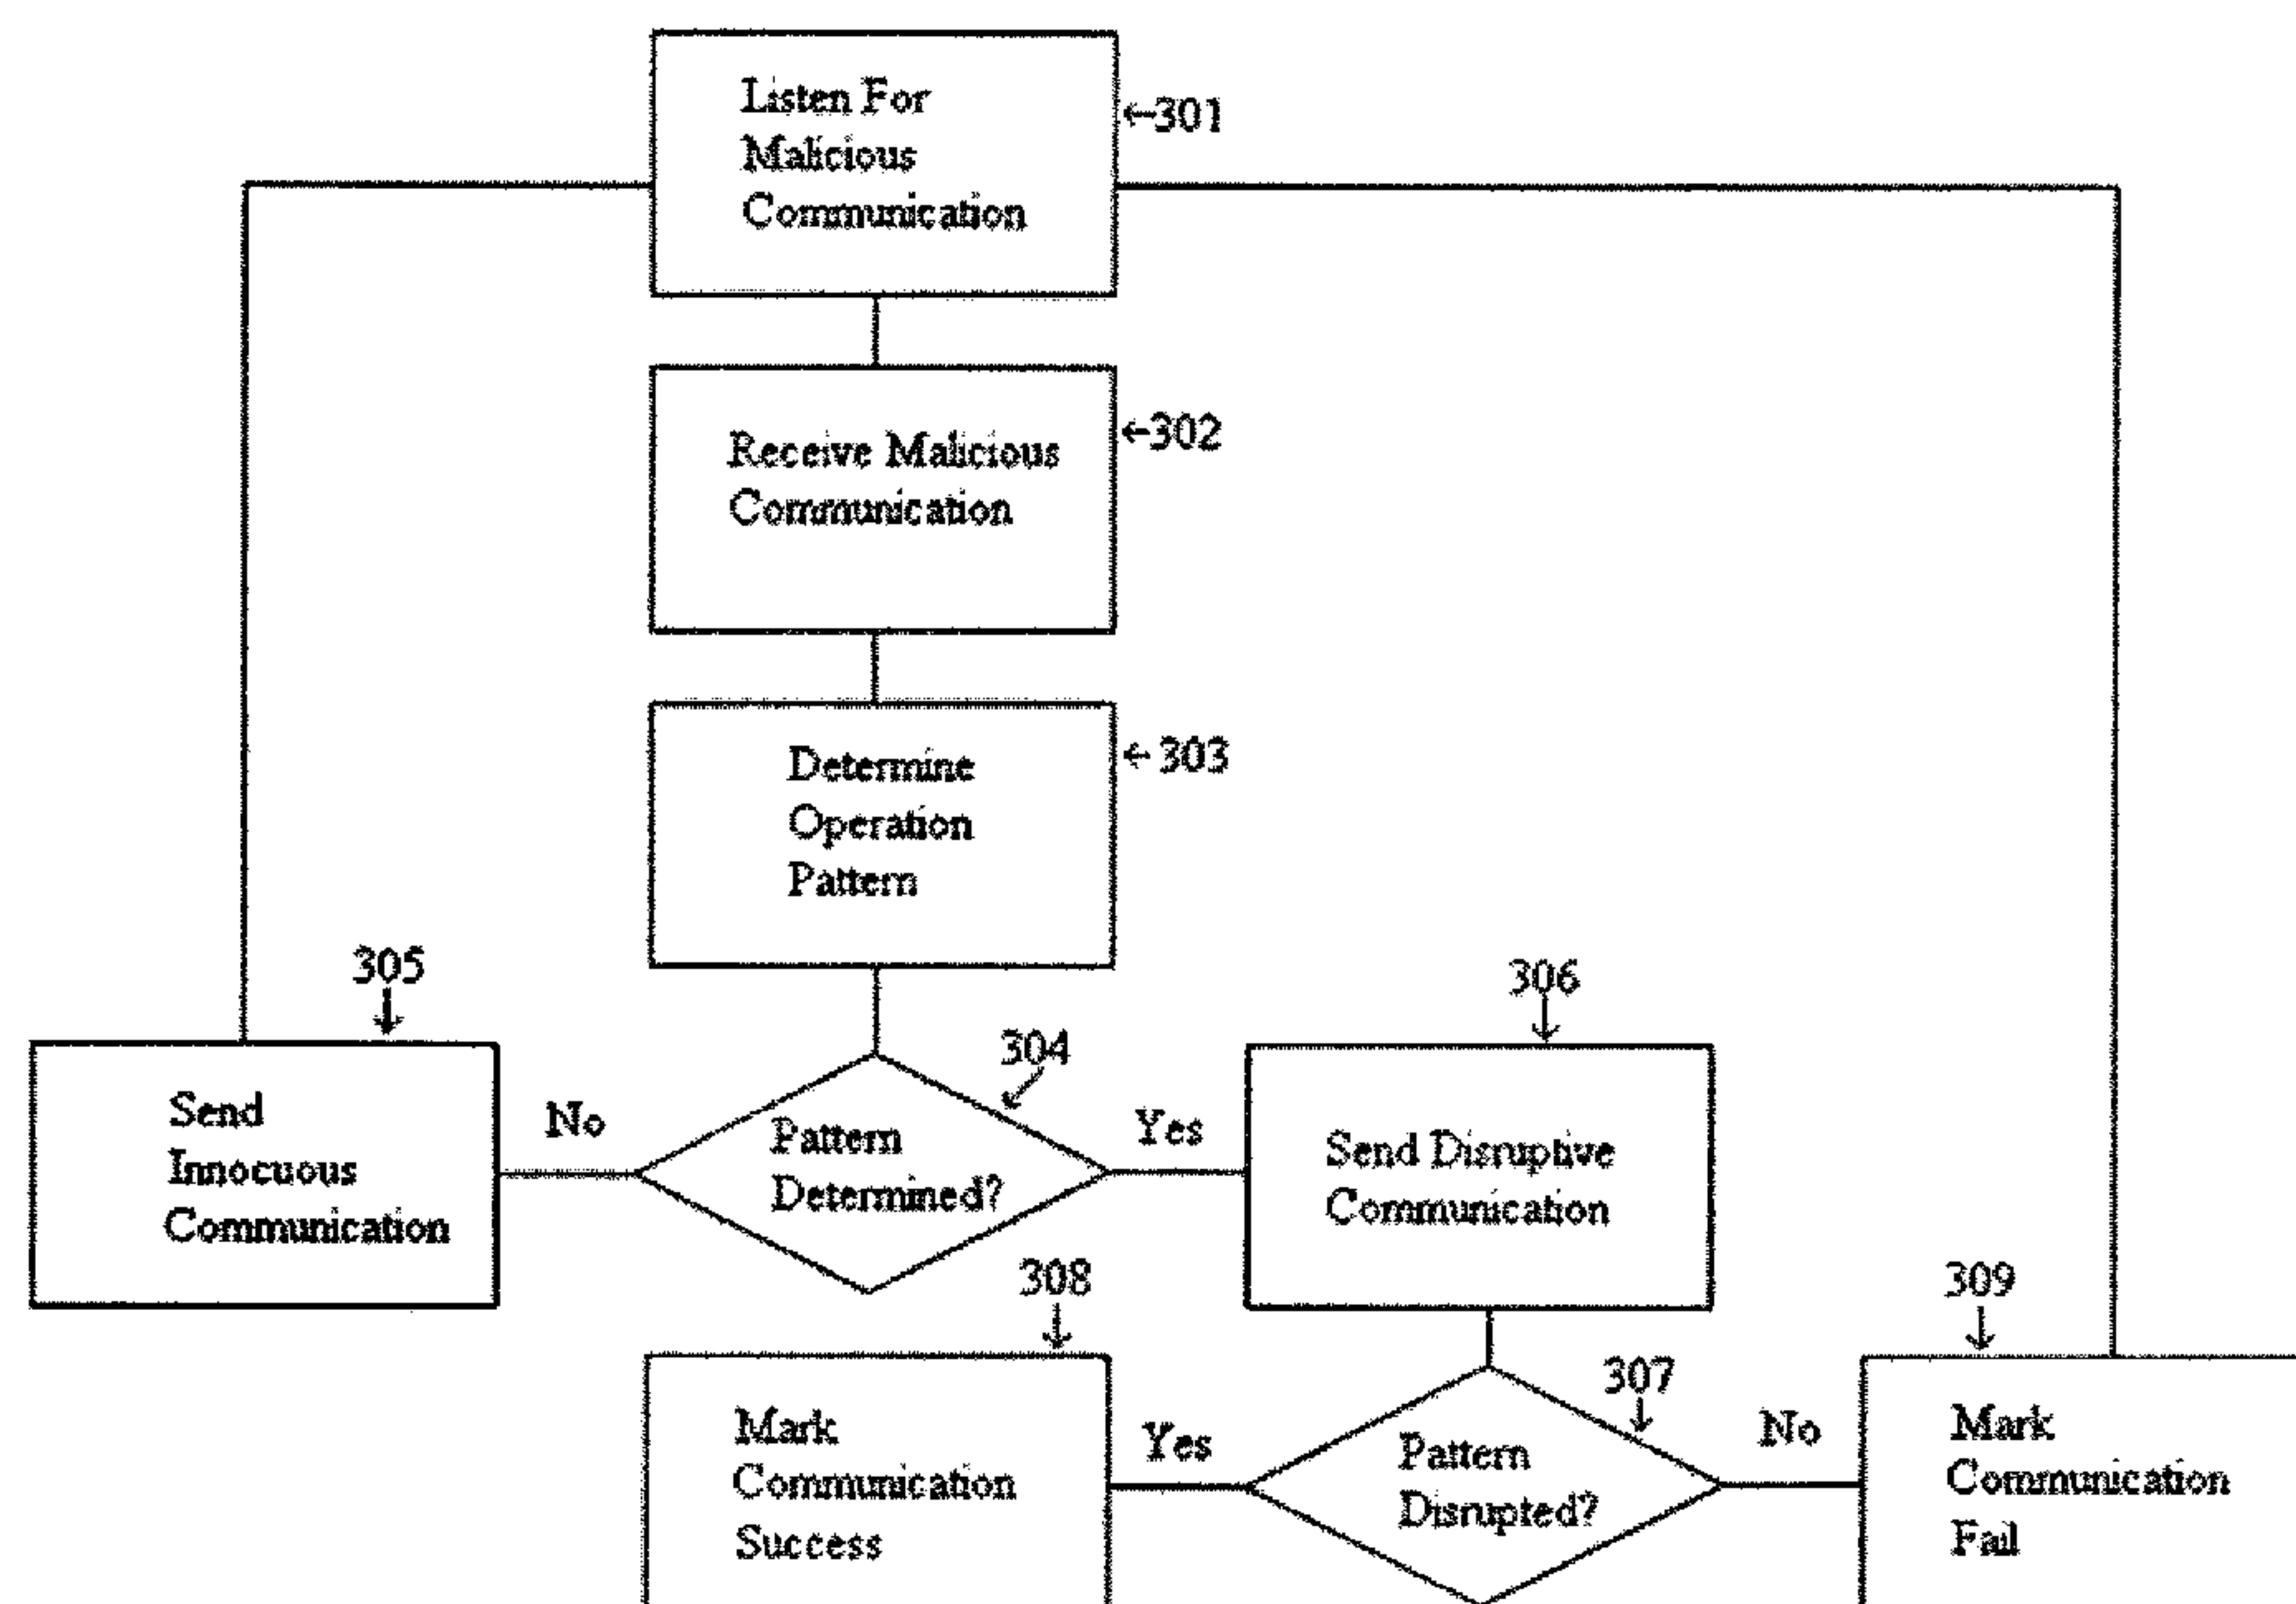 Listen For
Malicious
Communication
←301
Receive Malicious
Communication
←302
Determine
Operation
Pattern
← 303
305
Send
Innocuous
Communication
No
304
Pattern
Determined?
Yes
306
Send Disruptive
Communication
308
Mark
Communication
Success
Yes
307
Pattern
Disrupted?
No
309
Mark
Communication
Fail